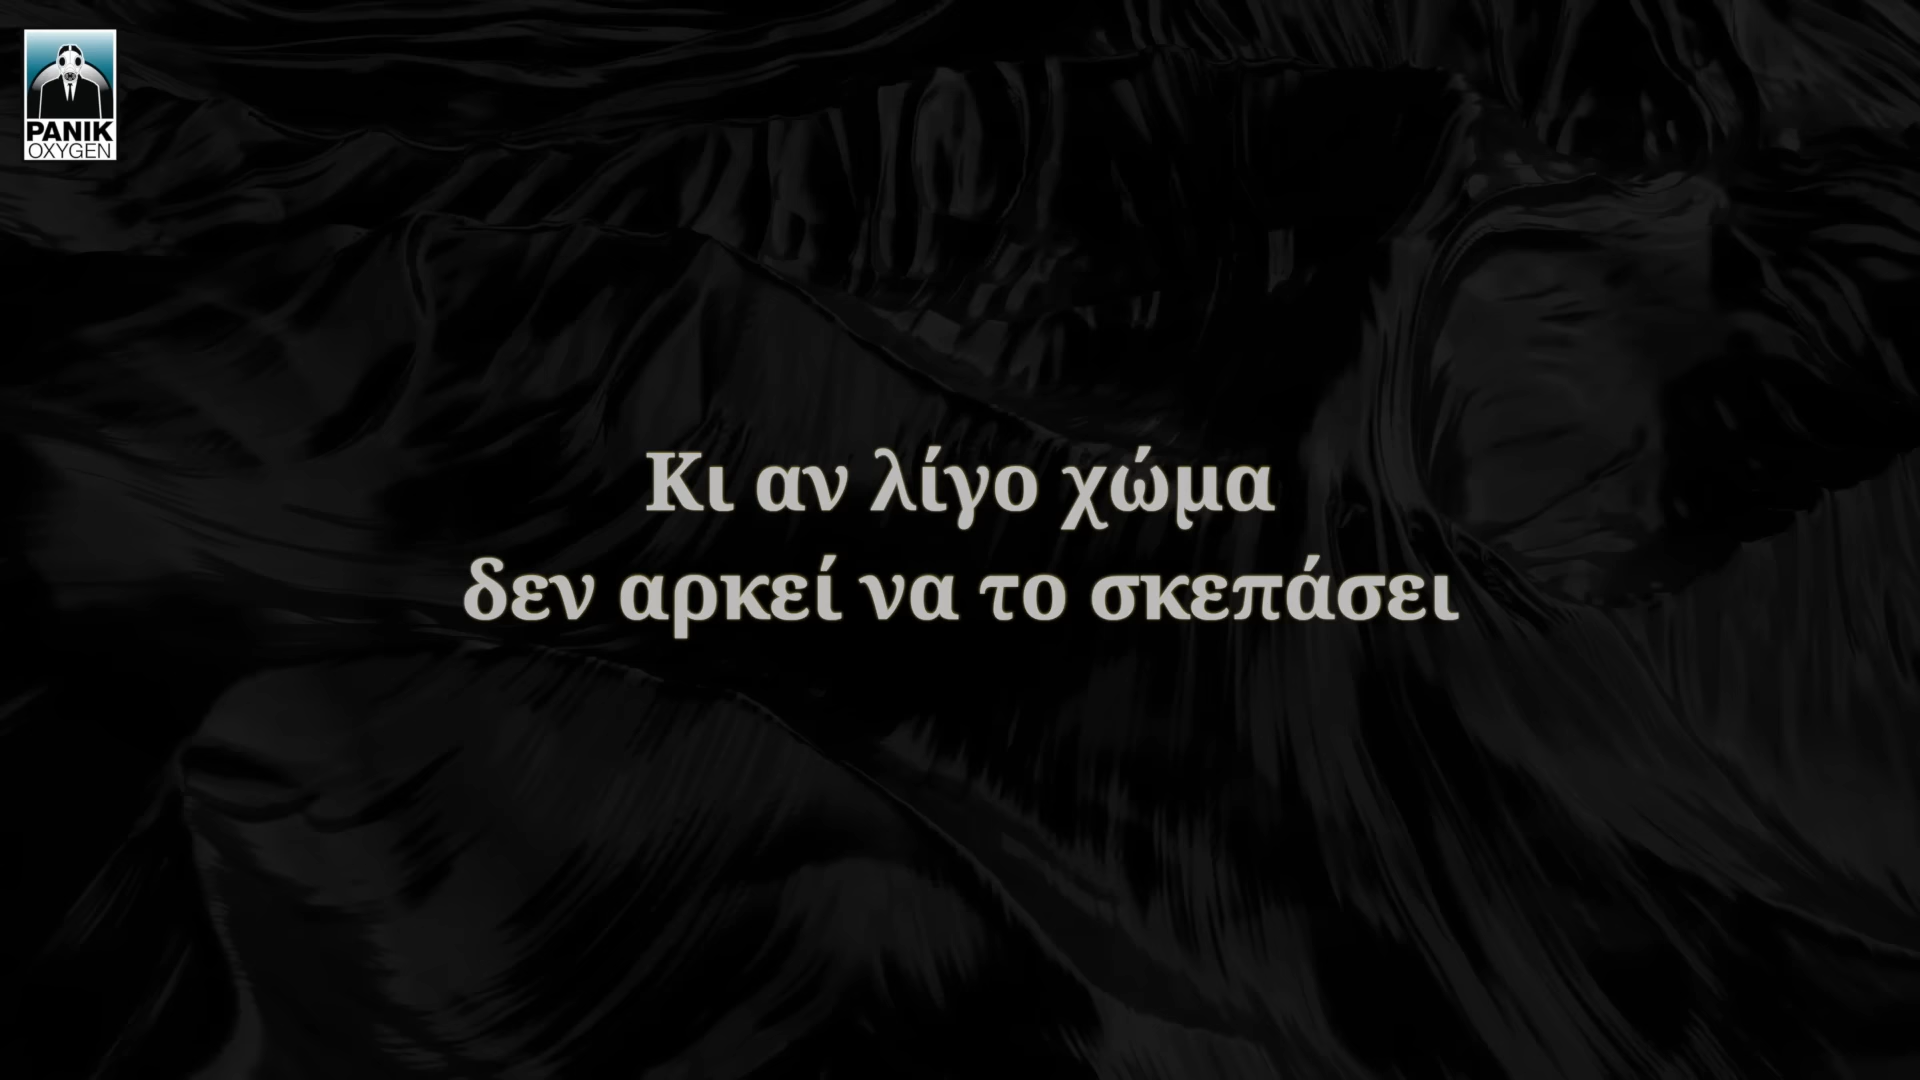 PANIK
OXYGEN
Κι αν λίγο χώμα
δεν αρκεί να το σκεπάσει